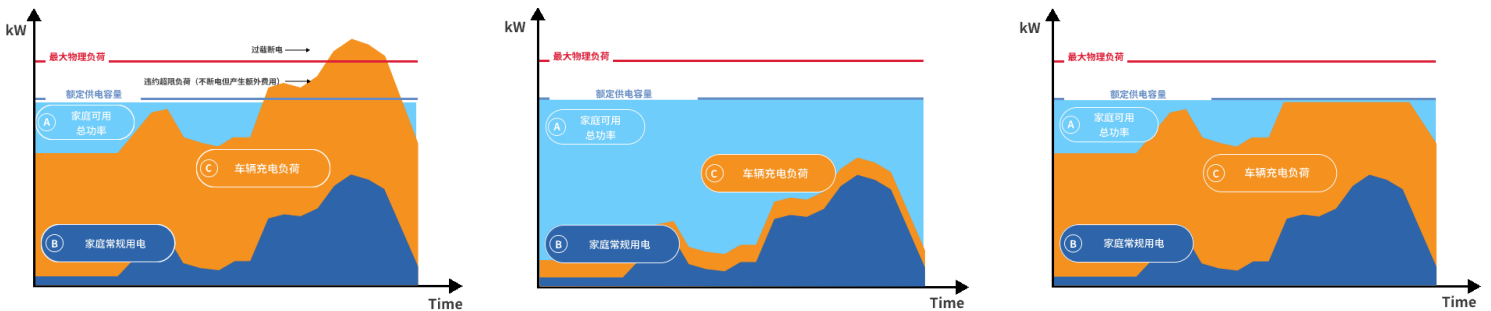 kW
最大物理负荷
过载断电
违约超限负荷（不断电但产生额外费用）
额定供电容量
A
家庭可用
总功率
C
车辆充电负荷
B
家庭常规用电
Time
kW
最大物理负荷
额定供电容量
A
家庭可用
总功率
C
车辆充电负荷
B
家庭常规用电
Time
kW
最大物理负荷
额定供电容量
A
家庭可用
总功率
C
车辆充电负荷
B
家庭常规用电
Time